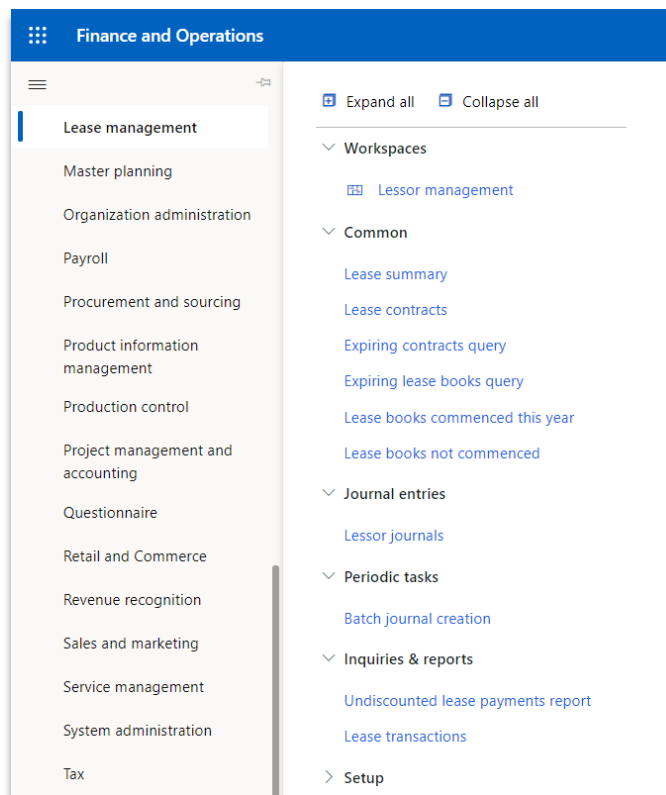 Finance and Operations
Lease management
Master planning
Organization administration
Payroll
Procurement and sourcing
Product information
management
Production control
Project management and
accounting
Questionnaire
Retail and Commerce
Revenue recognition
Sales and marketing
Service management
System administration
Tax
Expand all
Collapse all
Workspaces
Lessor management
Common
Lease summary
Lease contracts
Expiring contracts query
Expiring lease books query
Lease books commenced this year
Lease books not commenced
Journal entries
Lessor journals
Periodic tasks
Batch journal creation
Inquiries & reports
Undiscounted lease payments report
Lease transactions
Setup